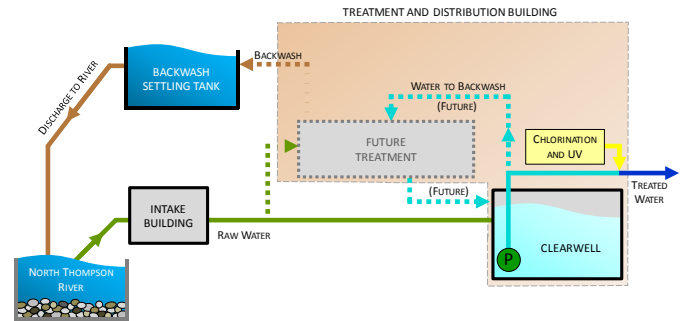 TREATMENT AND DISTRIBUTION BUILDING
BACKWASH
BACKWASH
SETTLING TANK
DISCHARGE TO RIVER
WATER TO BACKWASH
(FUTURE)
FUTURE
TREATMENT
CHLORINATION
AND UV
(FUTURE)
TREATED
WATER
INTAKE
BUILDING
RAW WATER
CLEARWELL
P
NORTH THOMPSON
RIVER